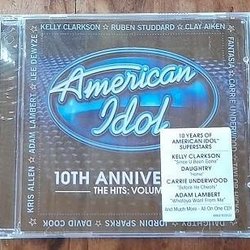 KELLY CLARKSON ★ RUBEN STUDDARD ★ CLAY AIKEN
FANTASIA ★ CARRIE UNDERWOOD
KRIS ALLEN ★ ADAM LAMBERT ★ LEE DEWYZE
American
Idol
10TH ANNIVE
THE HITS: VOLUM
10 YEARS OF
AMERICAN IDOL
SUPERSTARS
KELLY CLARKSON
"Since U Been Gone"
DAUGHTRY
"Home"
CARRIE UNDERWOOD
"Before He Cheats"
ADAM LAMBERT
"Whataya Want From Me"
And Much More - All On One CD!
DAVID COOK
JORDIN SPARKS